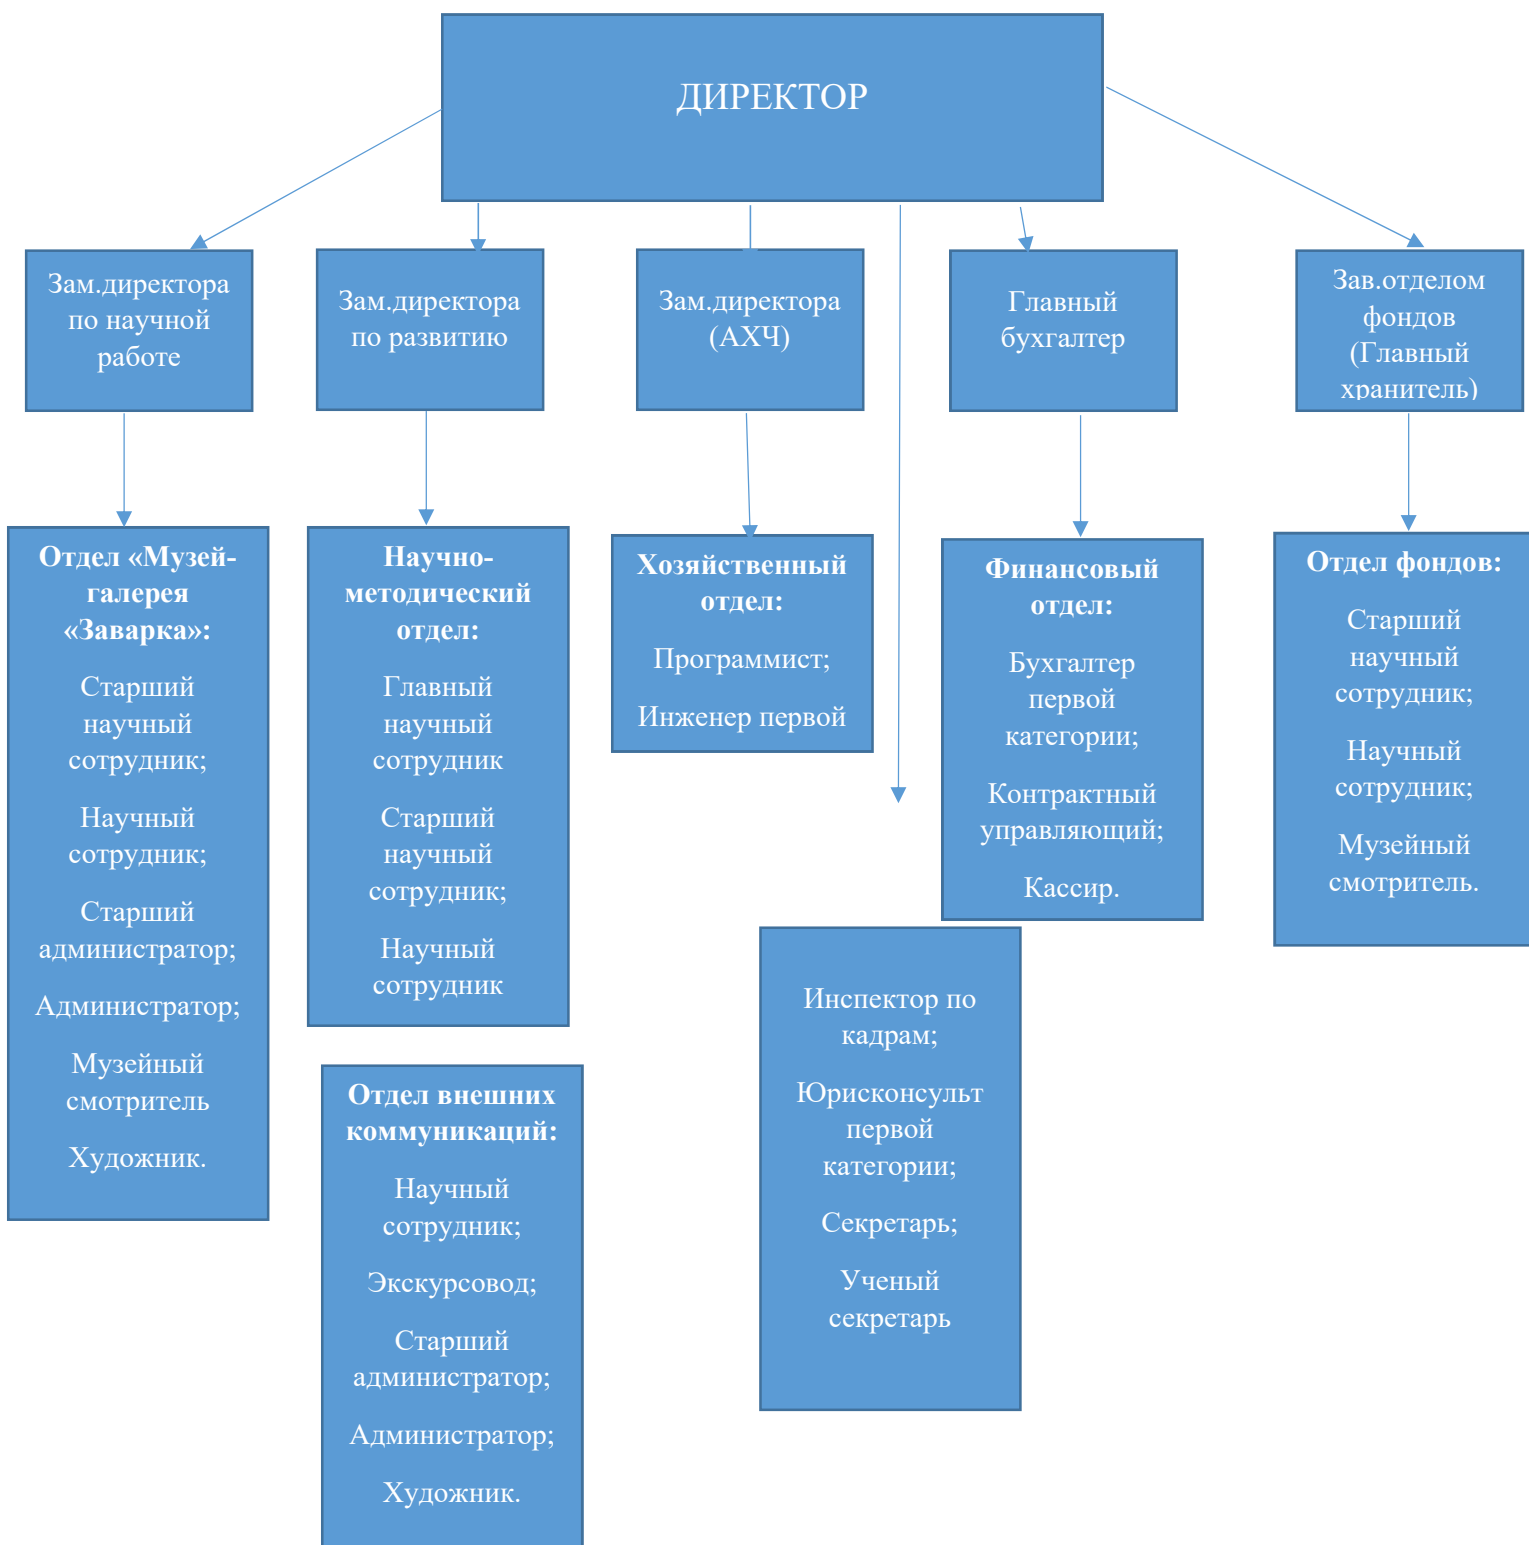 ДИРЕКТОР
Зам.директора
по научной
работе
Зам.директора
по развитию
Зам.директора
(АХЧ)
Главный
бухгалтер
Зав.отделом
фондов
(Главный
хранитель)
Отдел «Музей-
галерея
«Заварка»:
Старший
научный
сотрудник;
Научный
сотрудник;
Старший
администратор;
Администратор;
Музейный
смотритель
Художник.
Научно-
методический
отдел:
Главный
научный
сотрудник
Старший
научный
сотрудник;
Научный
сотрудник
Хозяйственный
отдел:
Программист;
Инженер первой
Финансовый
отдел:
Бухгалтер
первой
категории;
Контрактный
управляющий;
Кассир.
Отдел фондов:
Старший
научный
сотрудник;
Научный
сотрудник;
Музейный
смотритель.
Отдел внешних
коммуникаций:
Научный
сотрудник;
Экскурсовод;
Старший
администратор;
Администратор;
Художник.
Инспектор по
кадрам;
Юрисконсульт
первой
категории;
Секретарь;
Ученый
секретарь